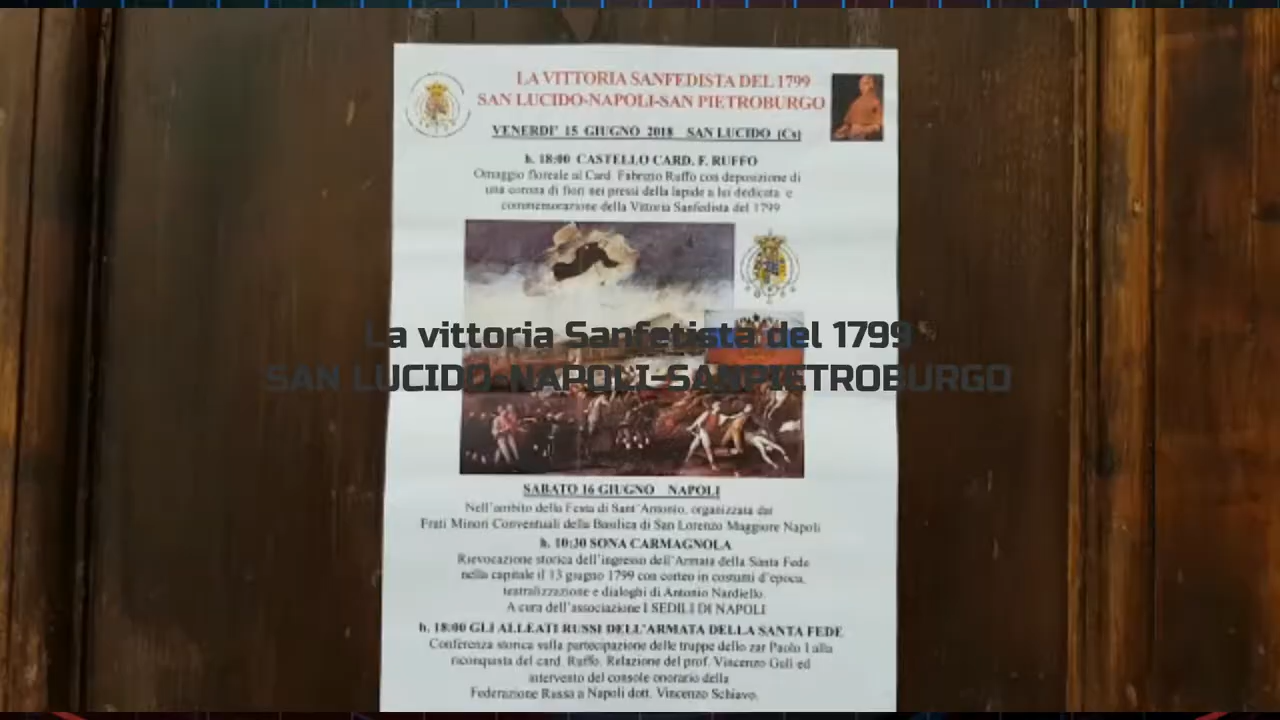 LA VITTORIA SANFEDISTA DEL 1799
SAN LUCIDO-NAPOLI-SAN PIETROBURGO
VENERDI' 15 GIUGNO 2018 SAN LUCIDO (Cs)
h. 18:00 CASTELLO CARD. F. RUFFO
Omaggio floreale al Card. Fabrizio Ruffo con deposizione di
una corona di fiori nei pressi della lapide a lui dedicata e
commemorazione della Vittoria Sanfedista del 1799
La vittoria Sanfetista del 1799
SAN LUCIDO-NAPOLI-SANPIETROBURGO
SABATO 16 GIUGNO NAPOLI
Nell'ambito della Festa di Sant'Antonio, organizzata dai
Frati Minori Conventuali della Basilica di San Lorenzo Maggiore Napoli
h. 10:30 SONA CARMAGNOLA
Rievocazione storica dell'ingresso dell'Armata della Santa Fede
nella capitale il 13 giugno 1799 con corteo in costumi d'epoca,
teatralizzazione e dialoghi di Antonio Nardiello.
A cura dell'associazione I SEDILI DI NAPOLI
h. 18:00 GLI ALLEATI RUSSI DELL'ARMATA DELLA SANTA FEDE
Conferenza storica sulla partecipazione delle truppe dello zar Paolo I alla
riconquista del card. Ruffo. Relazione del prof. Vincenzo Gulì ed
intervento del console onorario della
Federazione Russa a Napoli dott. Vincenzo Schiavo.